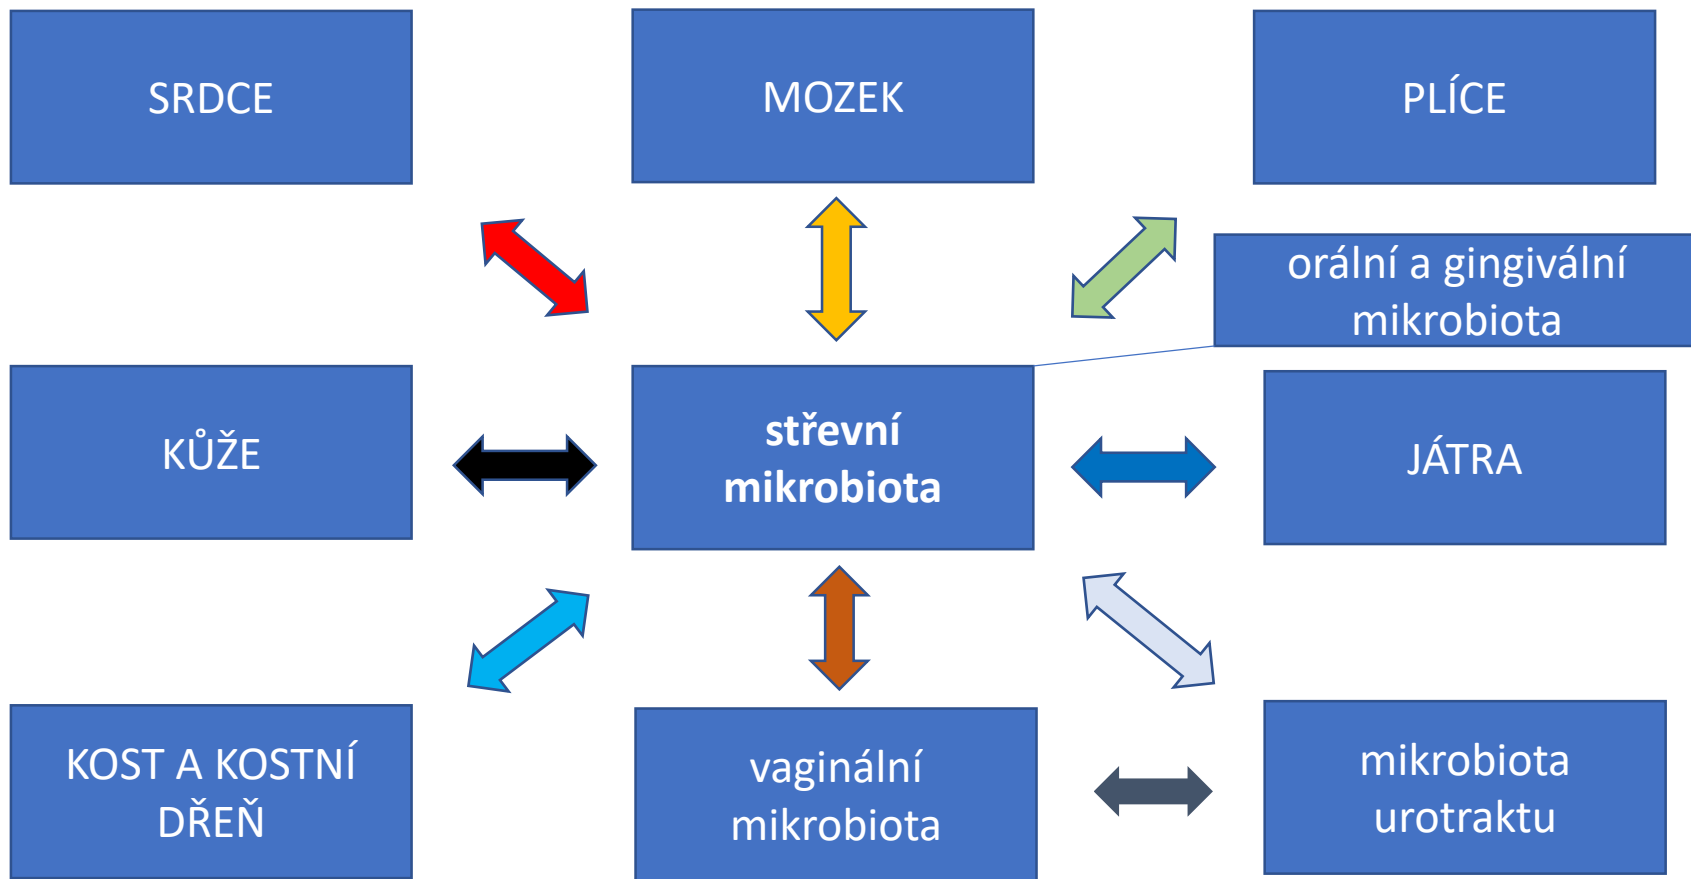 SRDCE
MOZEK
PLÍCE
orální a gingivální
mikrobiota
KŮŽE
střevní
mikrobiota
JÁTRA
KOST A KOSTNÍ
DŘEŇ
vaginální
mikrobiota
mikrobiota
urotraktu